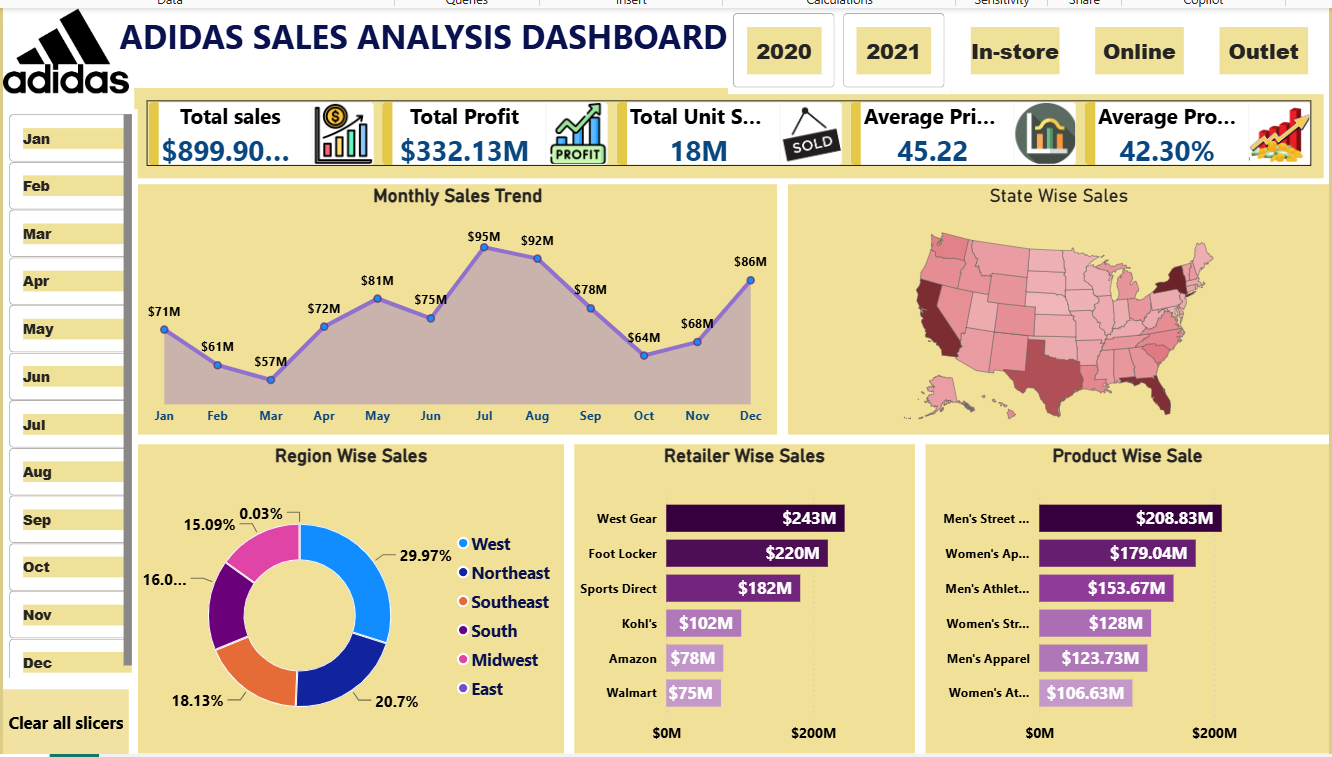 Data Queries Insert Calculations Sensitivity Share Copilot
adidas
ADIDAS SALES ANALYSIS DASHBOARD
2020
2021
In-store
Online
Outlet
Total sales
$899.90...
Total Profit
$332.13M
PROFIT
Total Unit S...
18M
SOLD
Average Pri...
45.22
Average Pro...
42.30%
Jan
Feb
Mar
Apr
May
Jun
Jul
Aug
Sep
Oct
Nov
Dec
Clear all slicers
Monthly Sales Trend
$71M
$61M
$57M
$72M
$81M
$75M
$95M
$92M
$78M
$64M
$68M
$86M
Jan Feb Mar Apr May Jun Jul Aug Sep Oct Nov Dec
State Wise Sales
Region Wise Sales
0.03%
15.09%
29.97%
16.0...
18.13%
20.7%
West
Northeast
Southeast
South
Midwest
East
Retailer Wise Sales
West Gear $243M
Foot Locker $220M
Sports Direct $182M
Kohl's $102M
Amazon $78M
Walmart $75M
$0M $200M
Product Wise Sale
Men's Street ... $208.83M
Women's Ap... $179.04M
Men's Athlet... $153.67M
Women's Str... $128M
Men's Apparel $123.73M
Women's At... $106.63M
$0M $200M